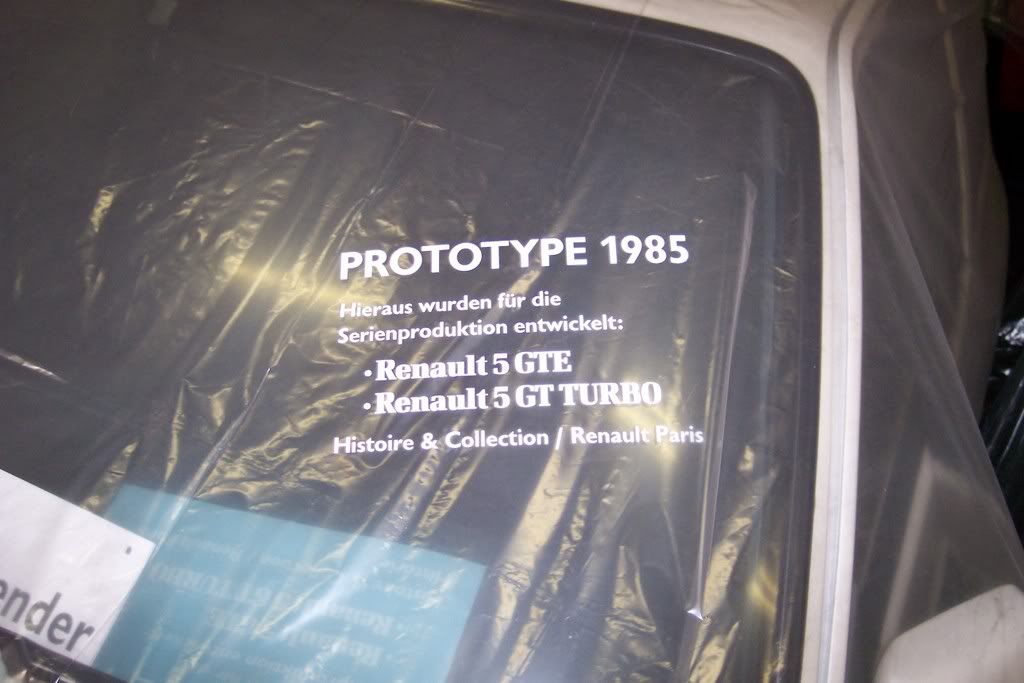 PROTOTYPE 1985
Hieraus wurden für die
Serienproduktion entwickelt:
• Renault 5 GTE
• Renault 5 GT TURBO
Histoire & Collection / Renault Paris
ender